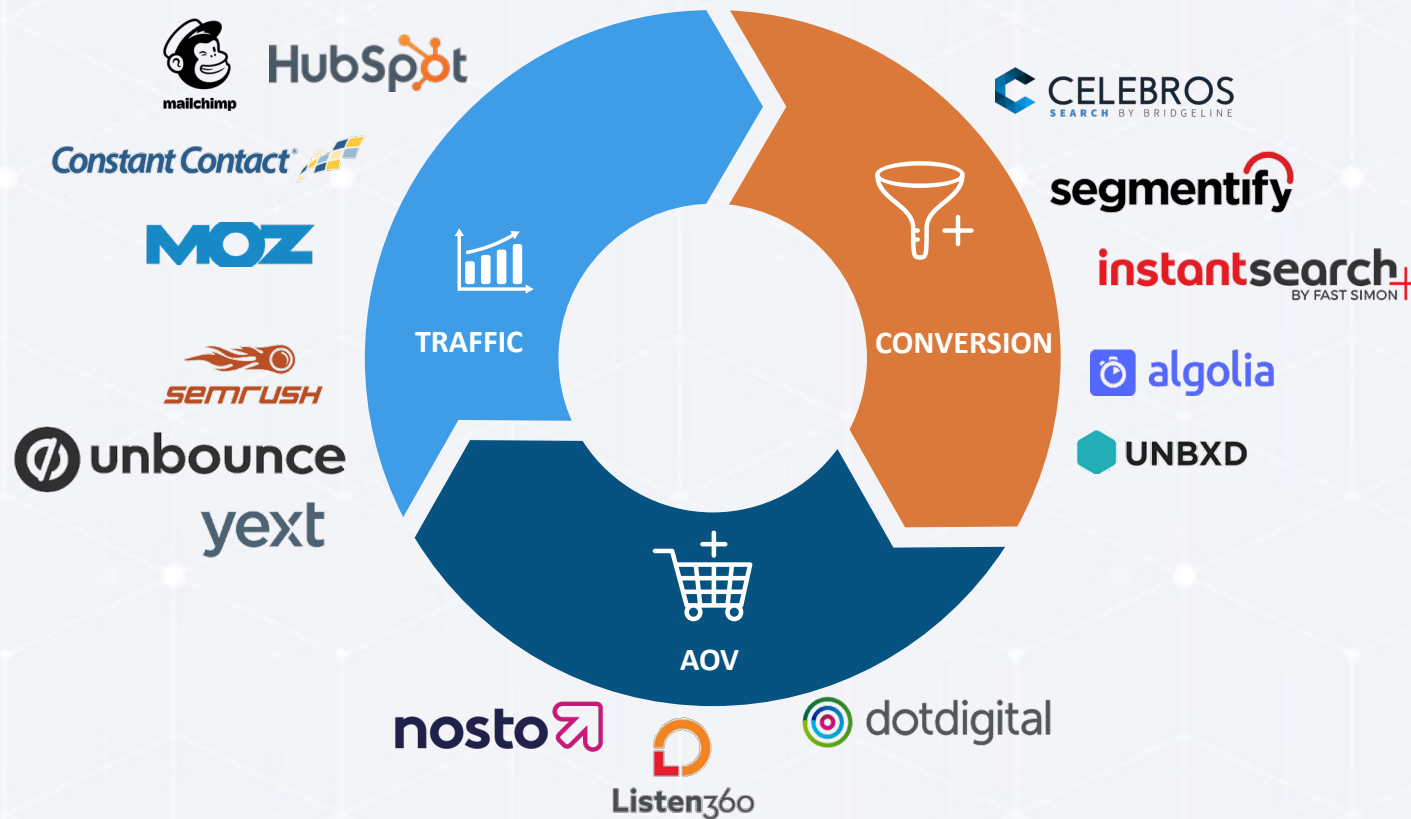 mailchimp
HubSpot
Constant Contact®
MOZ
semrush
unbounce
yext
TRAFFIC
CONVERSION
AOV
CELEBROS
SEARCH BY BRIDGELINE
segmentify
instantsearch+
BY FAST SIMON
algolia
UNBXD
nosto
Listen360
dotdigital